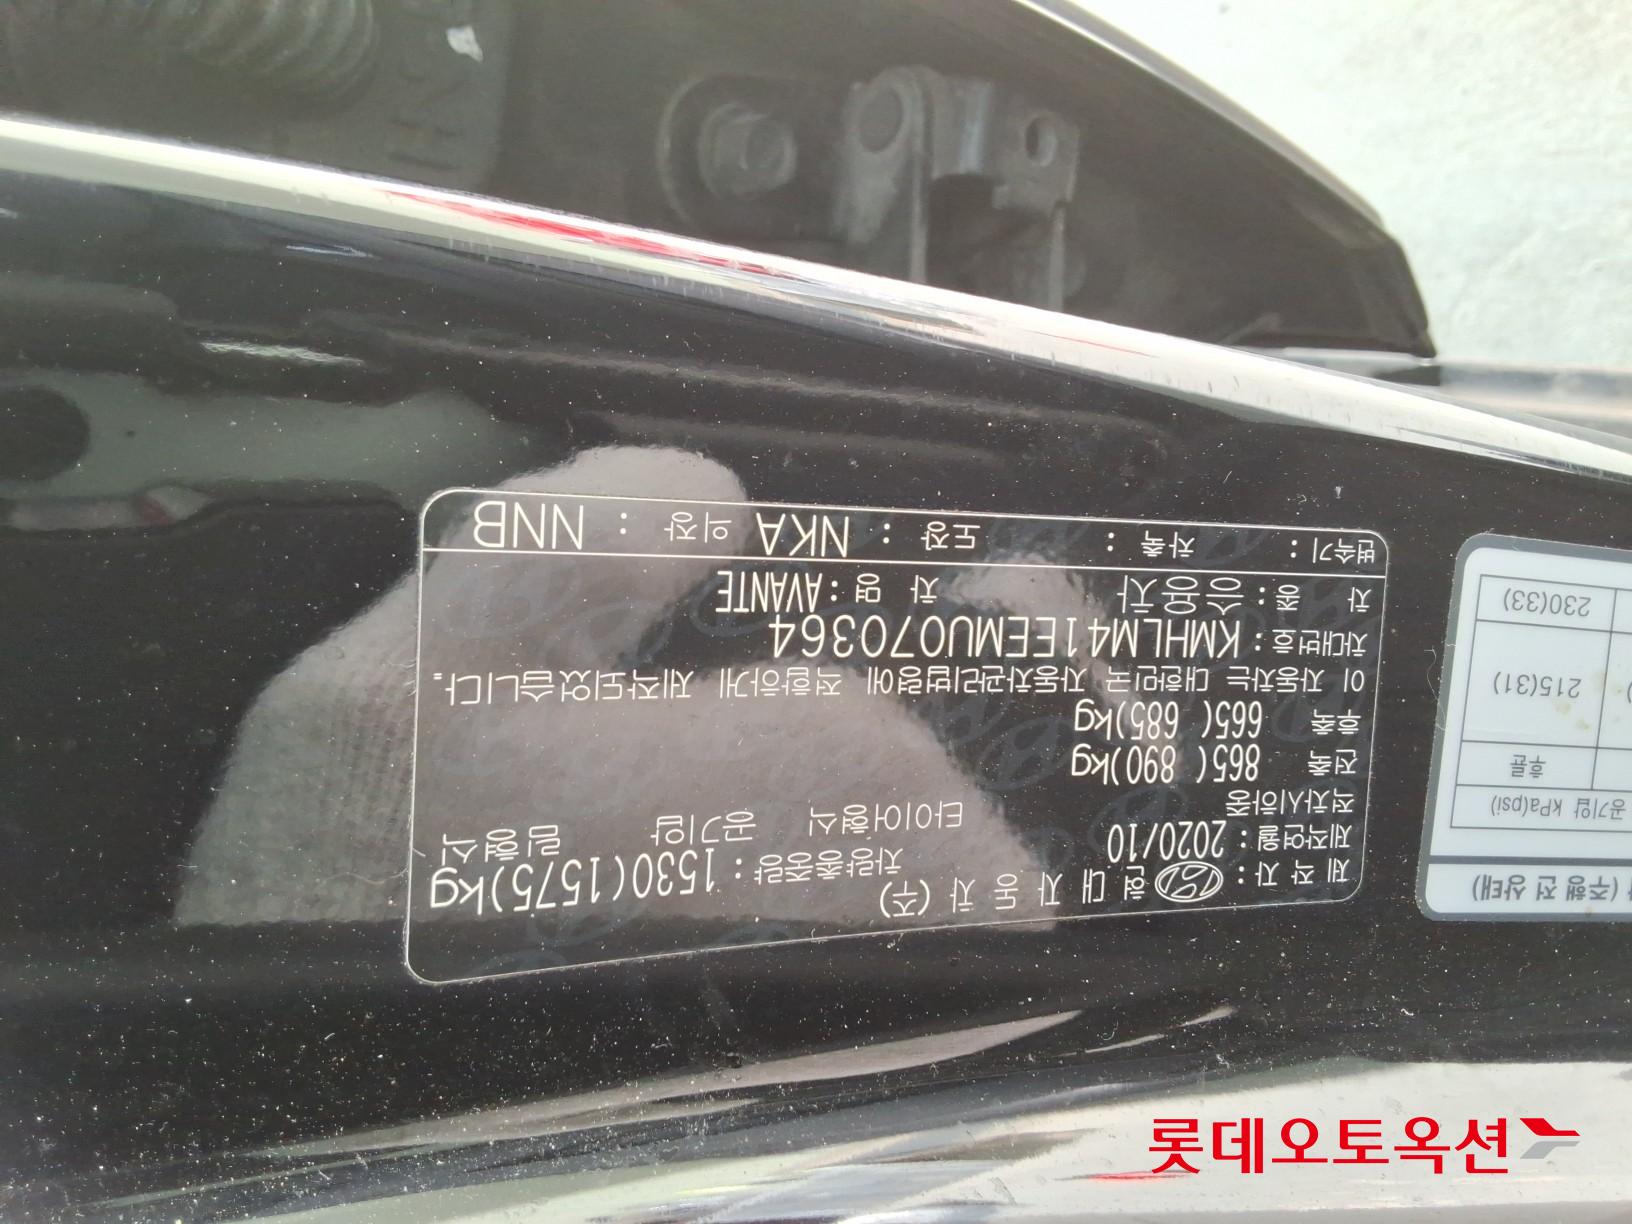 제 작 자 : 현 대 자 동 차 (주)
제작연월 : 2020/10 차량총중량 : 1530(1575)kg
적차시하중 타이어형식 공기압 림형식
전축 865( 890)kg
후축 665( 685)kg
이 자동차는 대한민국 자동차관리법령에 적합하게 제작되었습니다.
차대번호 : KMHLM41EEMU070364
차 종 : 승용차 차 명 : AVANTE
변속기 : 차축 : 도장 : NKA 의장 : NNB
(주행 전 상태)
공기압 kPa(psi)
후륜
215(31)
230(33)
롯데오토옥션